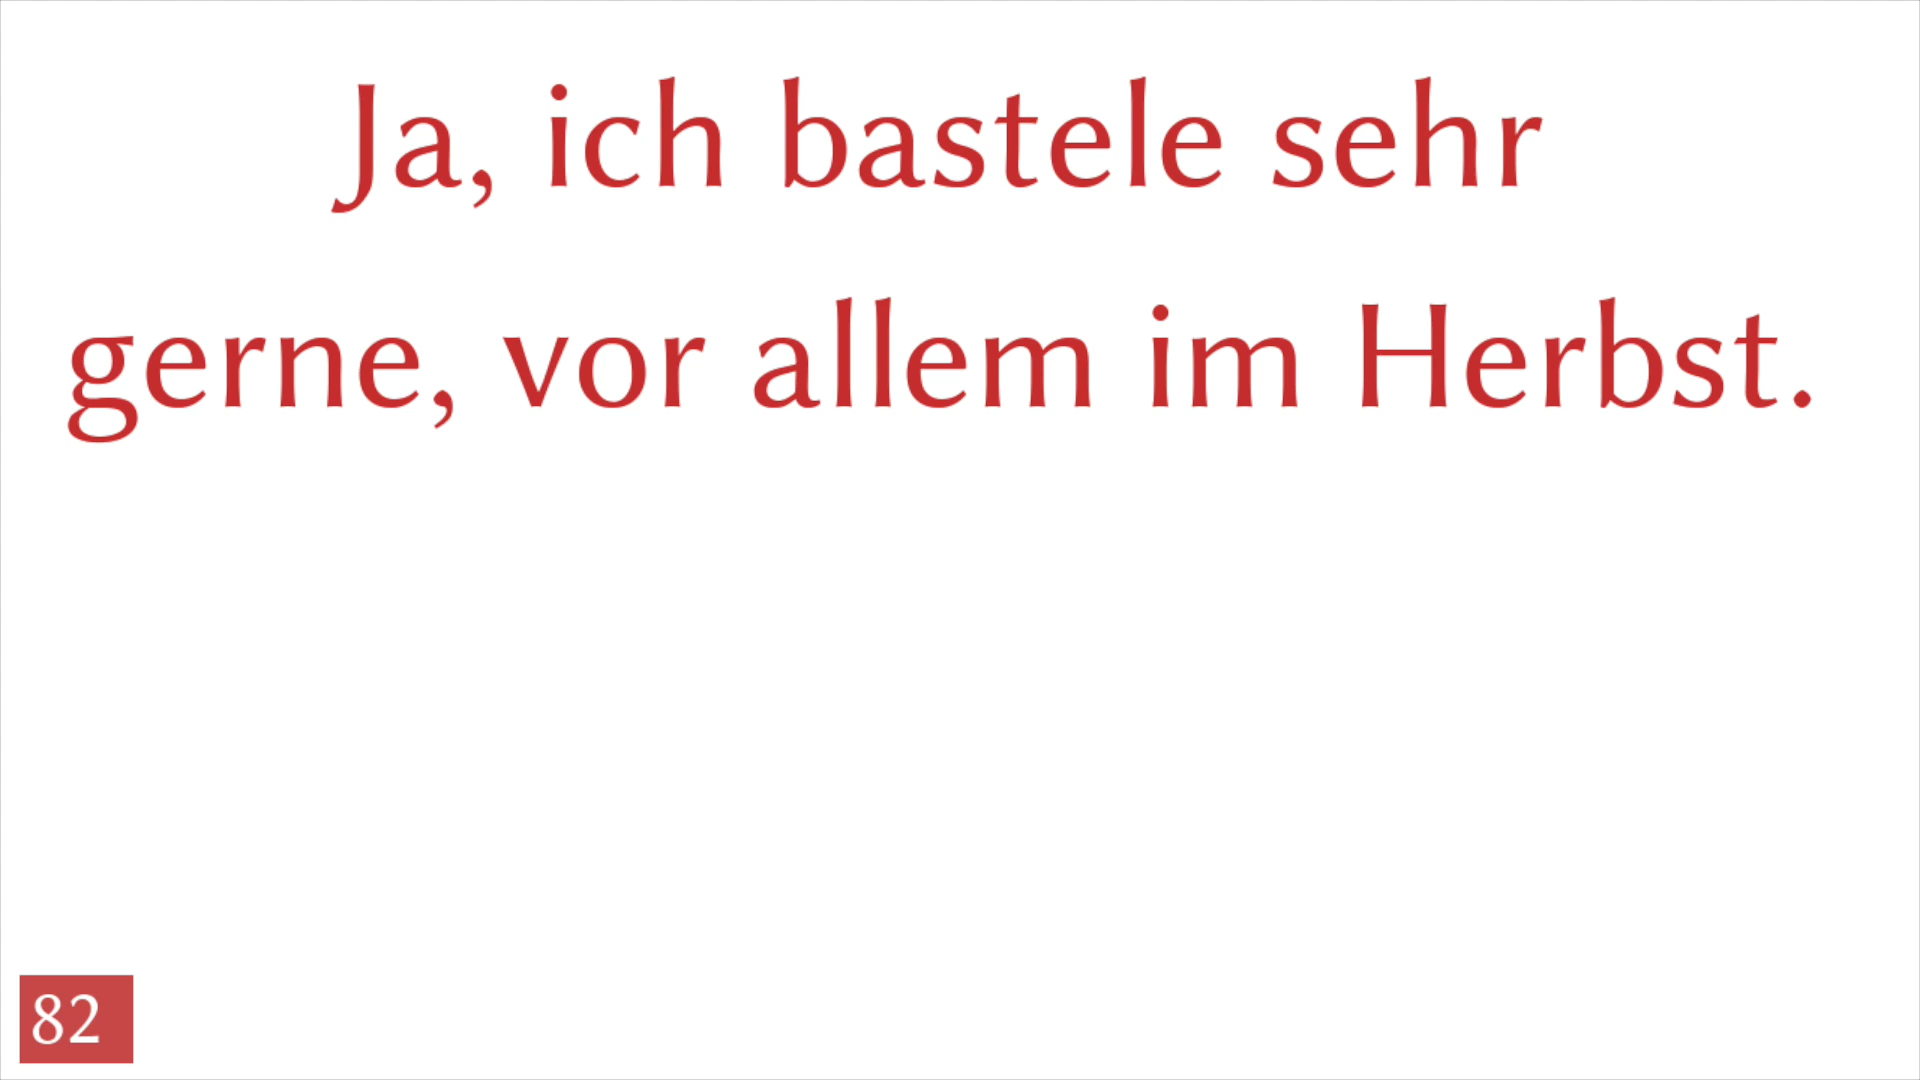 Ja, ich bastele sehr
gerne, vor allem im Herbst.
82